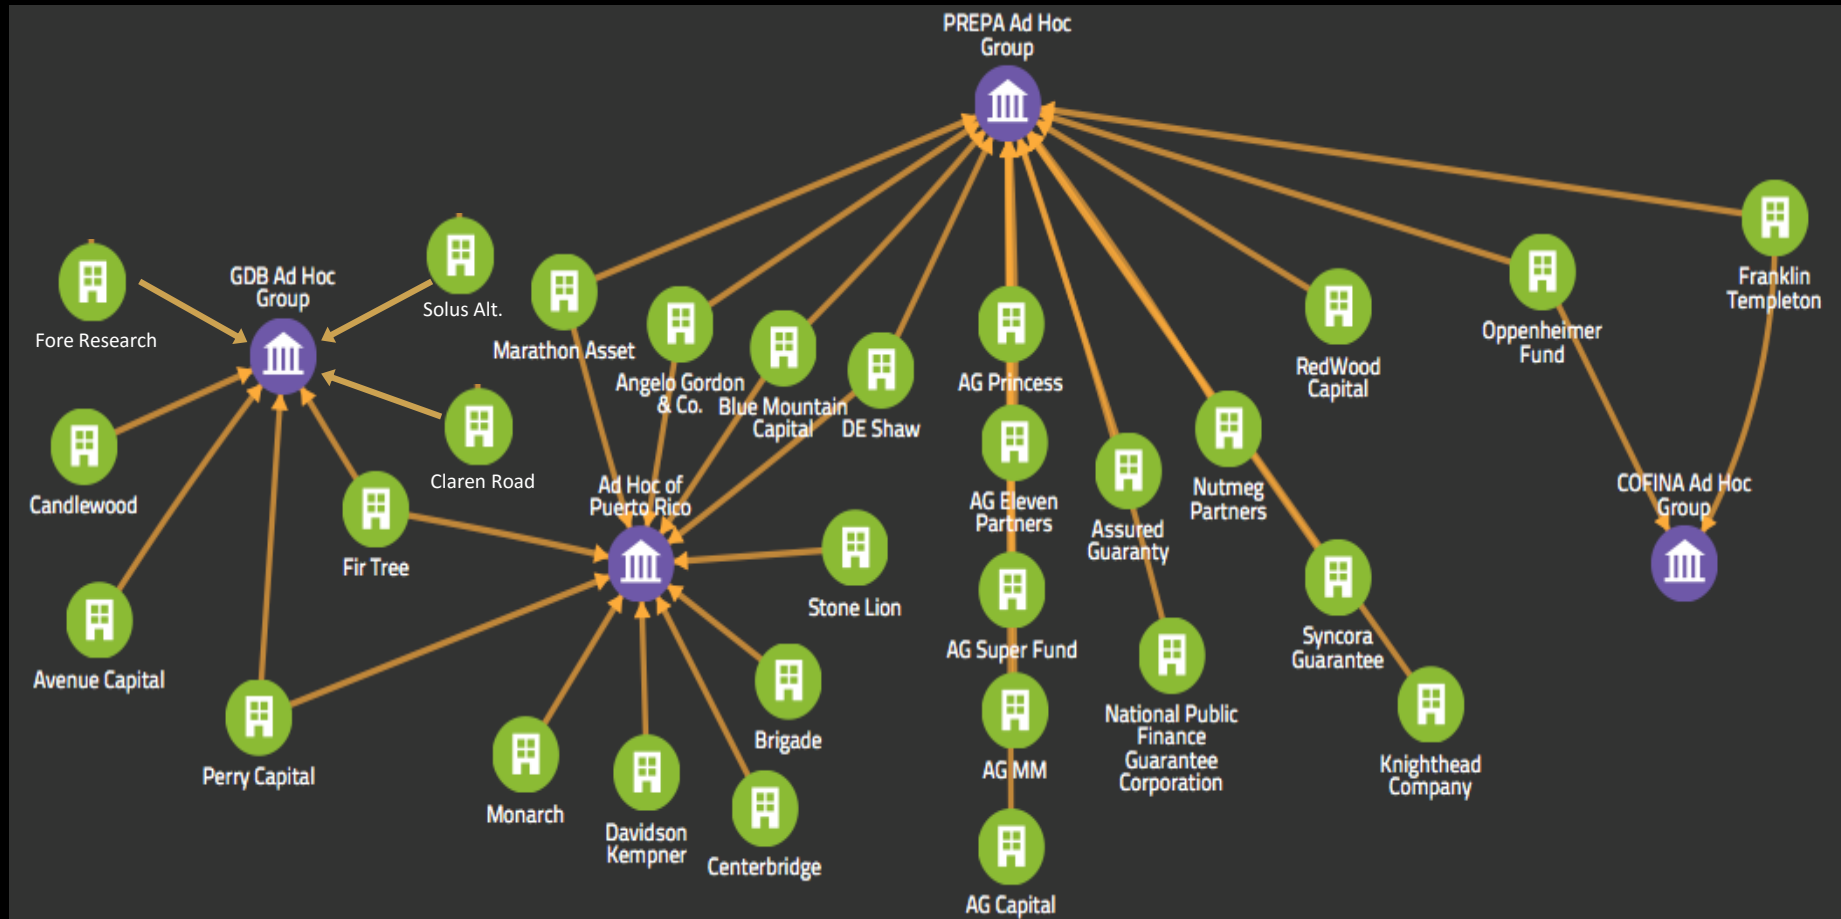 PREPA Ad Hoc
Group
GDB Ad Hoc
Group
Fore Research
Solus Alt.
Marathon Asset
Angelo Gordon
& Co.
Blue Mountain
Capital
DE Shaw
AG Princess
RedWood
Capital
Oppenheimer
Fund
Franklin
Templeton
Candlewood
Claren Road
Fir Tree
Ad Hoc of
Puerto Rico
AG Eleven
Partners
Assured
Guaranty
Nutmeg
Partners
COFINA Ad Hoc
Group
Stone Lion
Avenue Capital
Perry Capital
Monarch
Davidson
Kempner
Centerbridge
Brigade
AG Super Fund
AG MM
AG Capital
National Public
Finance
Guarantee
Corporation
Syncora
Guarantee
Knighthead
Company